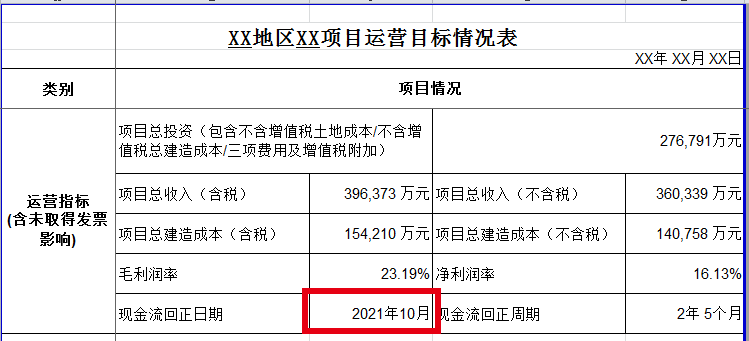 XX地区XX项目运营目标情况表
XX年 XX月 XX日
类别
项目情况
运营指标
(含未取得发票
影响)
项目总投资（包含不含增值税土地成本/不含增
值税总建造成本/三项费用及增值税附加）
276,791万元
项目总收入（含税）
396,373 万元
项目总收入（不含税）
360,339 万元
项目总建造成本（含税）
154,210 万元
项目总建造成本（不含税）
140,758 万元
毛利润率
23.19%
净利润率
16.13%
现金流回正日期
2021年10月
现金流回正周期
2年 5个月